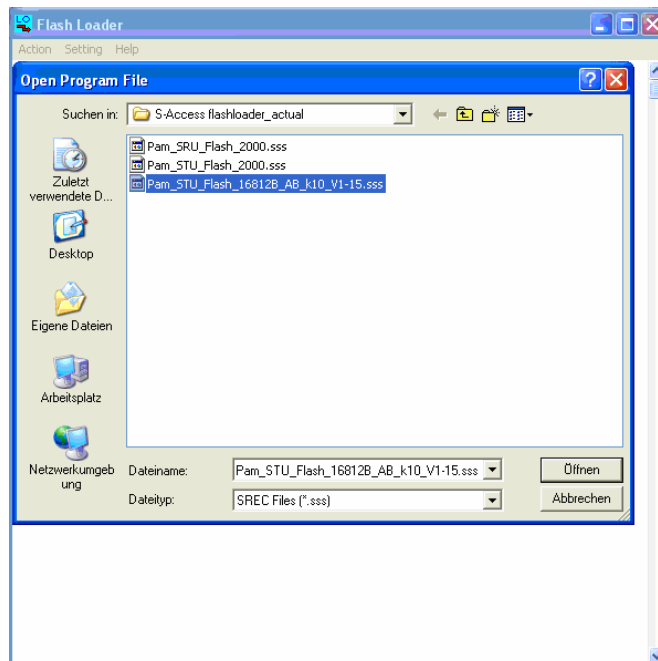 Flash Loader
Action Setting Help
Open Program File
Suchen in: S-Access flashloader_actual
Pam_SRU_Flash_2000.sss
Pam_STU_Flash_2000.sss
Pam_STU_Flash_16812B_AB_k10_V1-15.sss
Zuletzt
verwendete D...
Desktop
Eigene Dateien
Arbeitsplatz
Netzwerkumgeb
ung
Dateiname: Pam_STU_Flash_16812B_AB_k10_V1-15.sss Öffnen
Dateityp: SREC Files (*.sss) Abbrechen